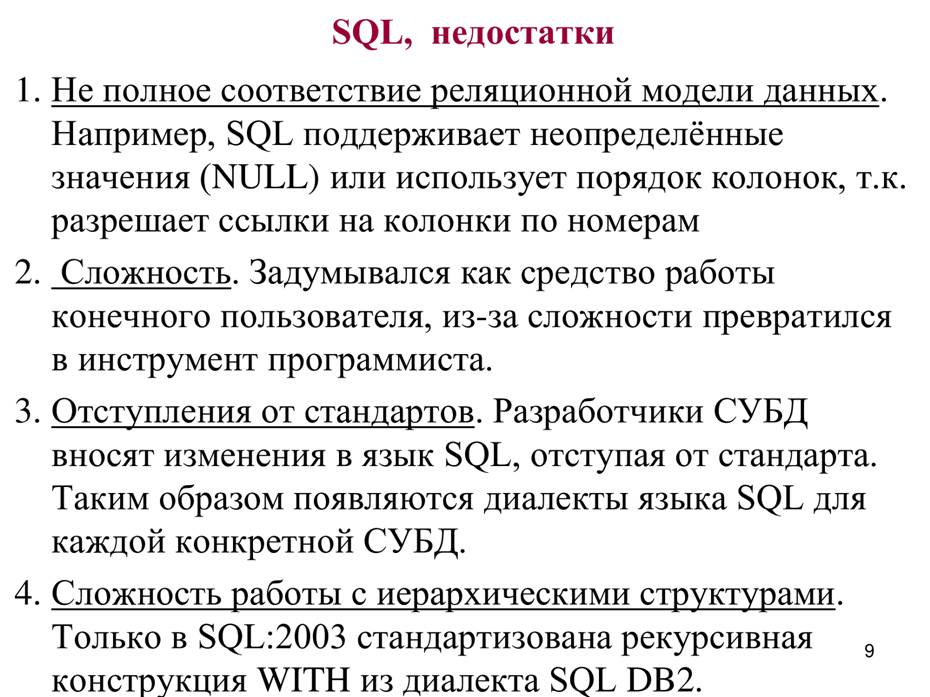 SQL,  недостатки
1. Не полное соответствие реляционной модели данных.
Например, SQL поддерживает неопределённые
значения (NULL) или использует порядок колонок, т.к.
разрешает ссылки на колонки по номерам
2.  Сложность. Задумывался как средство работы
конечного пользователя, из-за сложности превратился
в инструмент программиста.
3. Отступления от стандартов. Разработчики СУБД
вносят изменения в язык SQL, отступая от стандарта.
Таким образом появляются диалекты языка SQL для
каждой конкретной СУБД.
4. Сложность работы с иерархическими структурами.
Только в SQL:2003 стандартизована рекурсивная
конструкция WITH из диалекта SQL DB2.
9